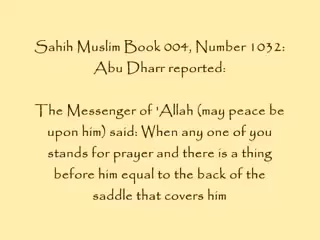 Sahih Muslim Book 004, Number 1032:
Abu Dharr reported:
The Messenger of 'Allah (may peace be
upon him) said: When any one of you
stands for prayer and there is a thing
before him equal to the back of the
saddle that covers him